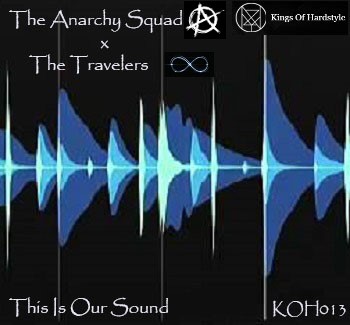 The Anarchy Squad
Kings Of Hardstyle
x
The Travelers
This Is Our Sound
KOH013